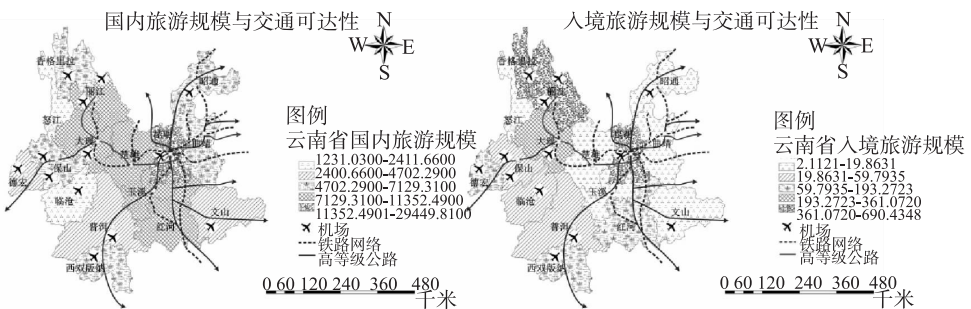 国内旅游规模与交通可达性
N
W E
S
香格里拉
丽江
昭通
怒江
大理
楚雄
昆明
曲靖
保山
德宏
临沧
玉溪
普洱
红河
文山
西双版纳
图例
云南省国内旅游规模
1231.0300-2411.6600
2400.6600-4702.2900
4702.2900-7129.3100
7129.3100-11352.4900
11352.4901-29449.8100
机场
铁路网络
高等级公路
0 60 120 240 360 480
千米
入境旅游规模与交通可达性
N
W E
S
香格里拉
丽江
昭通
怒江
大理
楚雄
昆明
曲靖
保山
德宏
临沧
玉溪
普洱
红河
文山
西双版纳
图例
云南省入境旅游规模
2.1121-19.8631
19.8631-59.7935
59.7935-193.2723
193.2723-361.0720
361.0720-690.4348
机场
铁路网络
高等级公路
0 60 120 240 360 480
千米